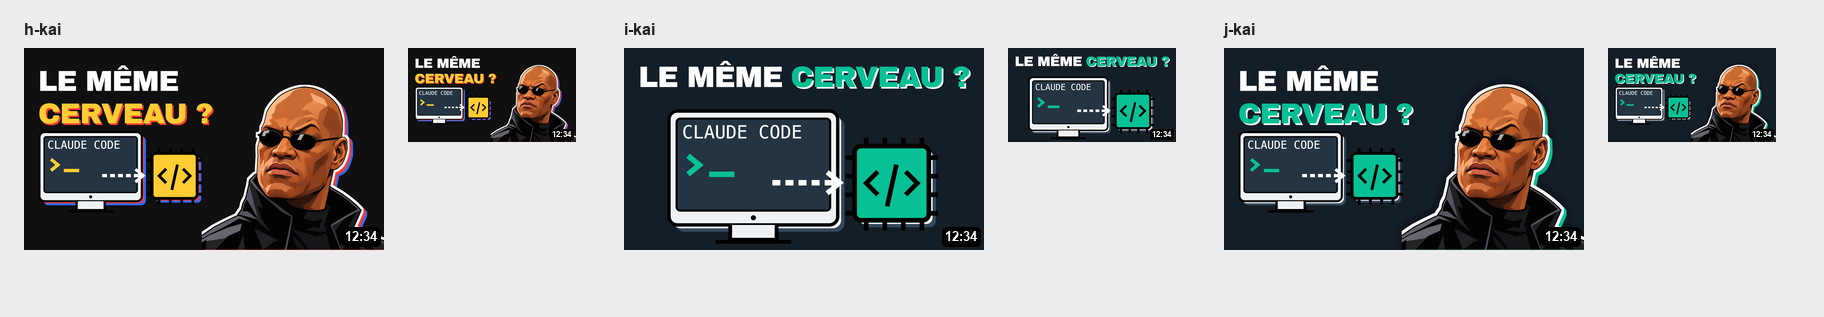 h-kai
LE MÊME
CERVEAU ?
CLAUDE CODE
>_
</>
12:34
LE MÊME
CERVEAU ?
CLAUDE CODE
>_
</>
12:34
i-kai
LE MÊME CERVEAU ?
CLAUDE CODE
>_
</>
12:34
LE MÊME CERVEAU ?
CLAUDE CODE
>_
</>
12:34
j-kai
LE MÊME
CERVEAU ?
CLAUDE CODE
>_
</>
12:34
LE MÊME
CERVEAU ?
CLAUDE CODE
>_
</>
12:34